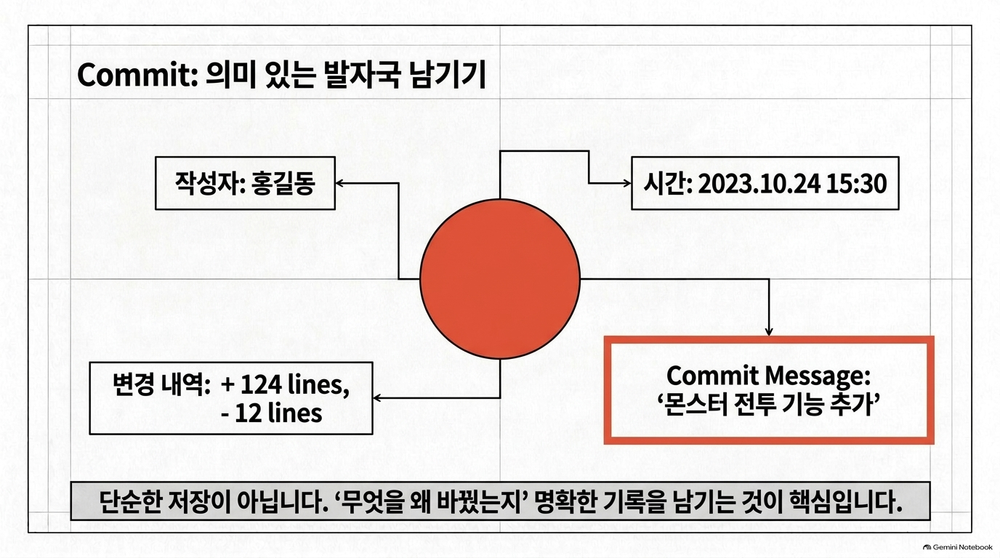 Commit: 의미 있는 발자국 남기기
작성자: 홍길동
시간: 2023.10.24 15:30
변경 내역: + 124 lines,
- 12 lines
Commit Message:
‘몬스터 전투 기능 추가’
단순한 저장이 아닙니다. ‘무엇을 왜 바꿨는지’ 명확한 기록을 남기는 것이 핵심입니다.
Gemini Notebook